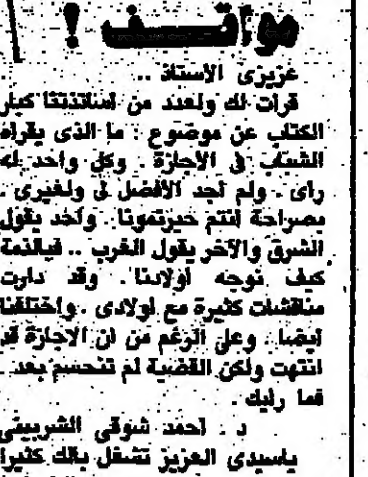 مواقف !
عزيزى الأستاذ ..
قرأت لك ولعدد من أساتذتنا كبار
الكتاب عن موضوع . ما الذى يقرأه
الشباب فى الاجازة . وكل واحد له
رأى . ولم أجد الأفضل لى ولغيرى .
بصراحة أنتم حيرتمونا . واحد يقول
الشرق والآخر يقول الغرب .. فبالذمة
كيف نوجه أولادنا . وقد دارت
مناقشات كثيرة مع أولادى . واختلفنا
أيضا . وعلى الرغم من أن الاجازة قد
انتهت ولكن القضية لم تنحسم بعد .
فما رأيك .
د . أحمد شوقى الشربينى
ياسيدى العزيز تشغل بالك كثيرا